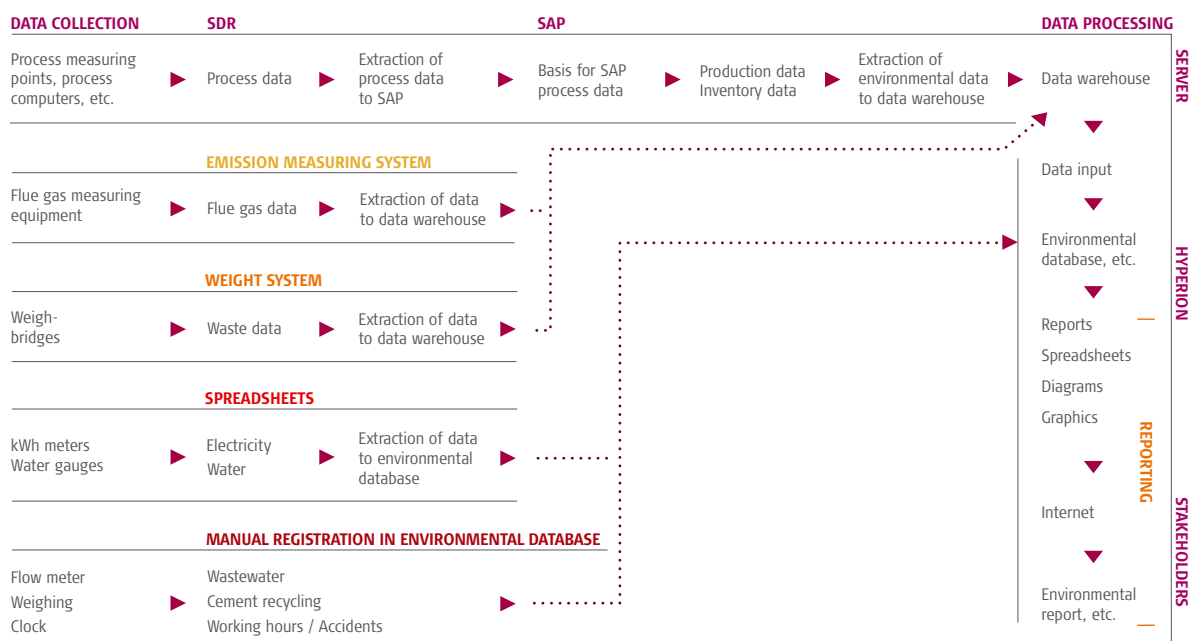 DATA COLLECTION
SDR
SAP
DATA PROCESSING
Process measuring
points, process
computers, etc.
Process data
Extraction of
process data
to SAP
Basis for SAP
process data
Production data
Inventory data
Extraction of
environmental data
to data warehouse
Data warehouse
SERVER
EMISSION MEASURING SYSTEM
Flue gas measuring
equipment
Flue gas data
Extraction of data
to data warehouse
Data input
Environmental
database, etc.
HYPERION
WEIGHT SYSTEM
Weigh-
bridges
Waste data
Extraction of data
to data warehouse
Reports
Spreadsheets
Diagrams
Graphics
REPORTING
SPREADSHEETS
kWh meters
Water gauges
Electricity
Water
Extraction of data
to environmental
database
Internet
STAKEHOLDERS
MANUAL REGISTRATION IN ENVIRONMENTAL DATABASE
Flow meter
Weighing
Clock
Wastewater
Cement recycling
Working hours / Accidents
Environmental
report, etc.